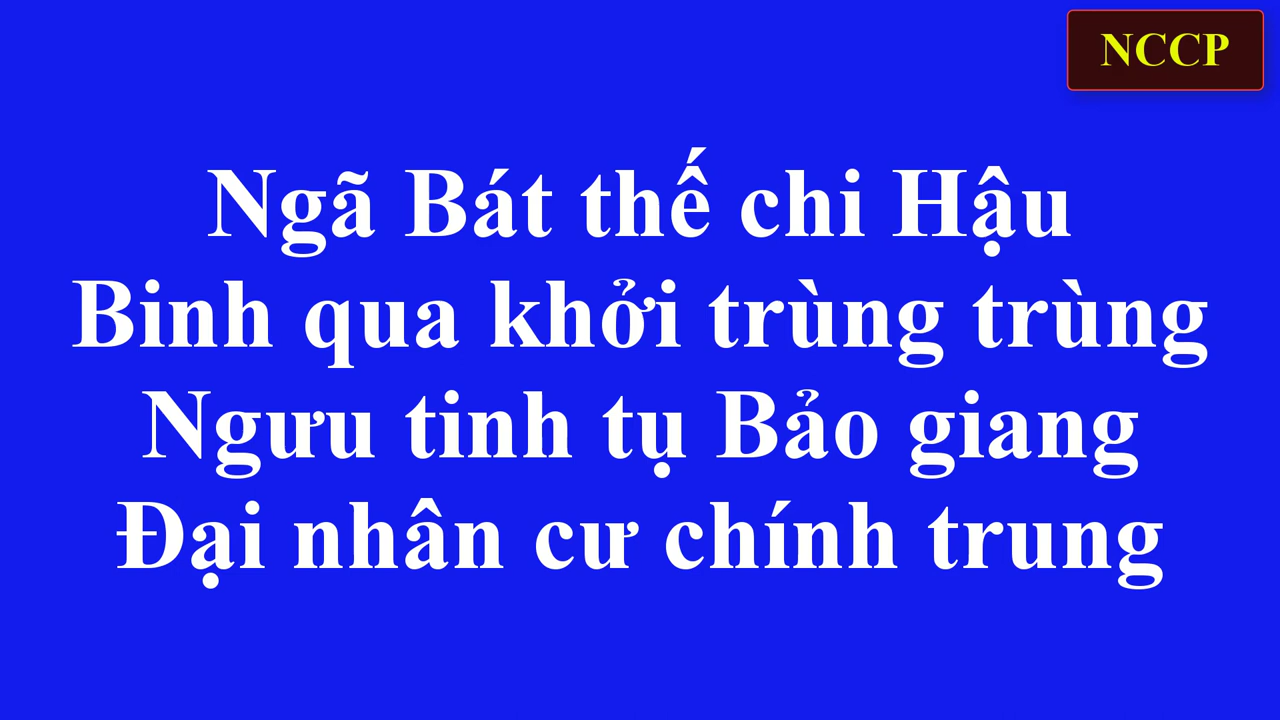 NCCP
Ngã Bát thế chi Hậu
Binh qua khởi trùng trùng
Ngưu tinh tụ Bảo giang
Đại nhân cư chính trung